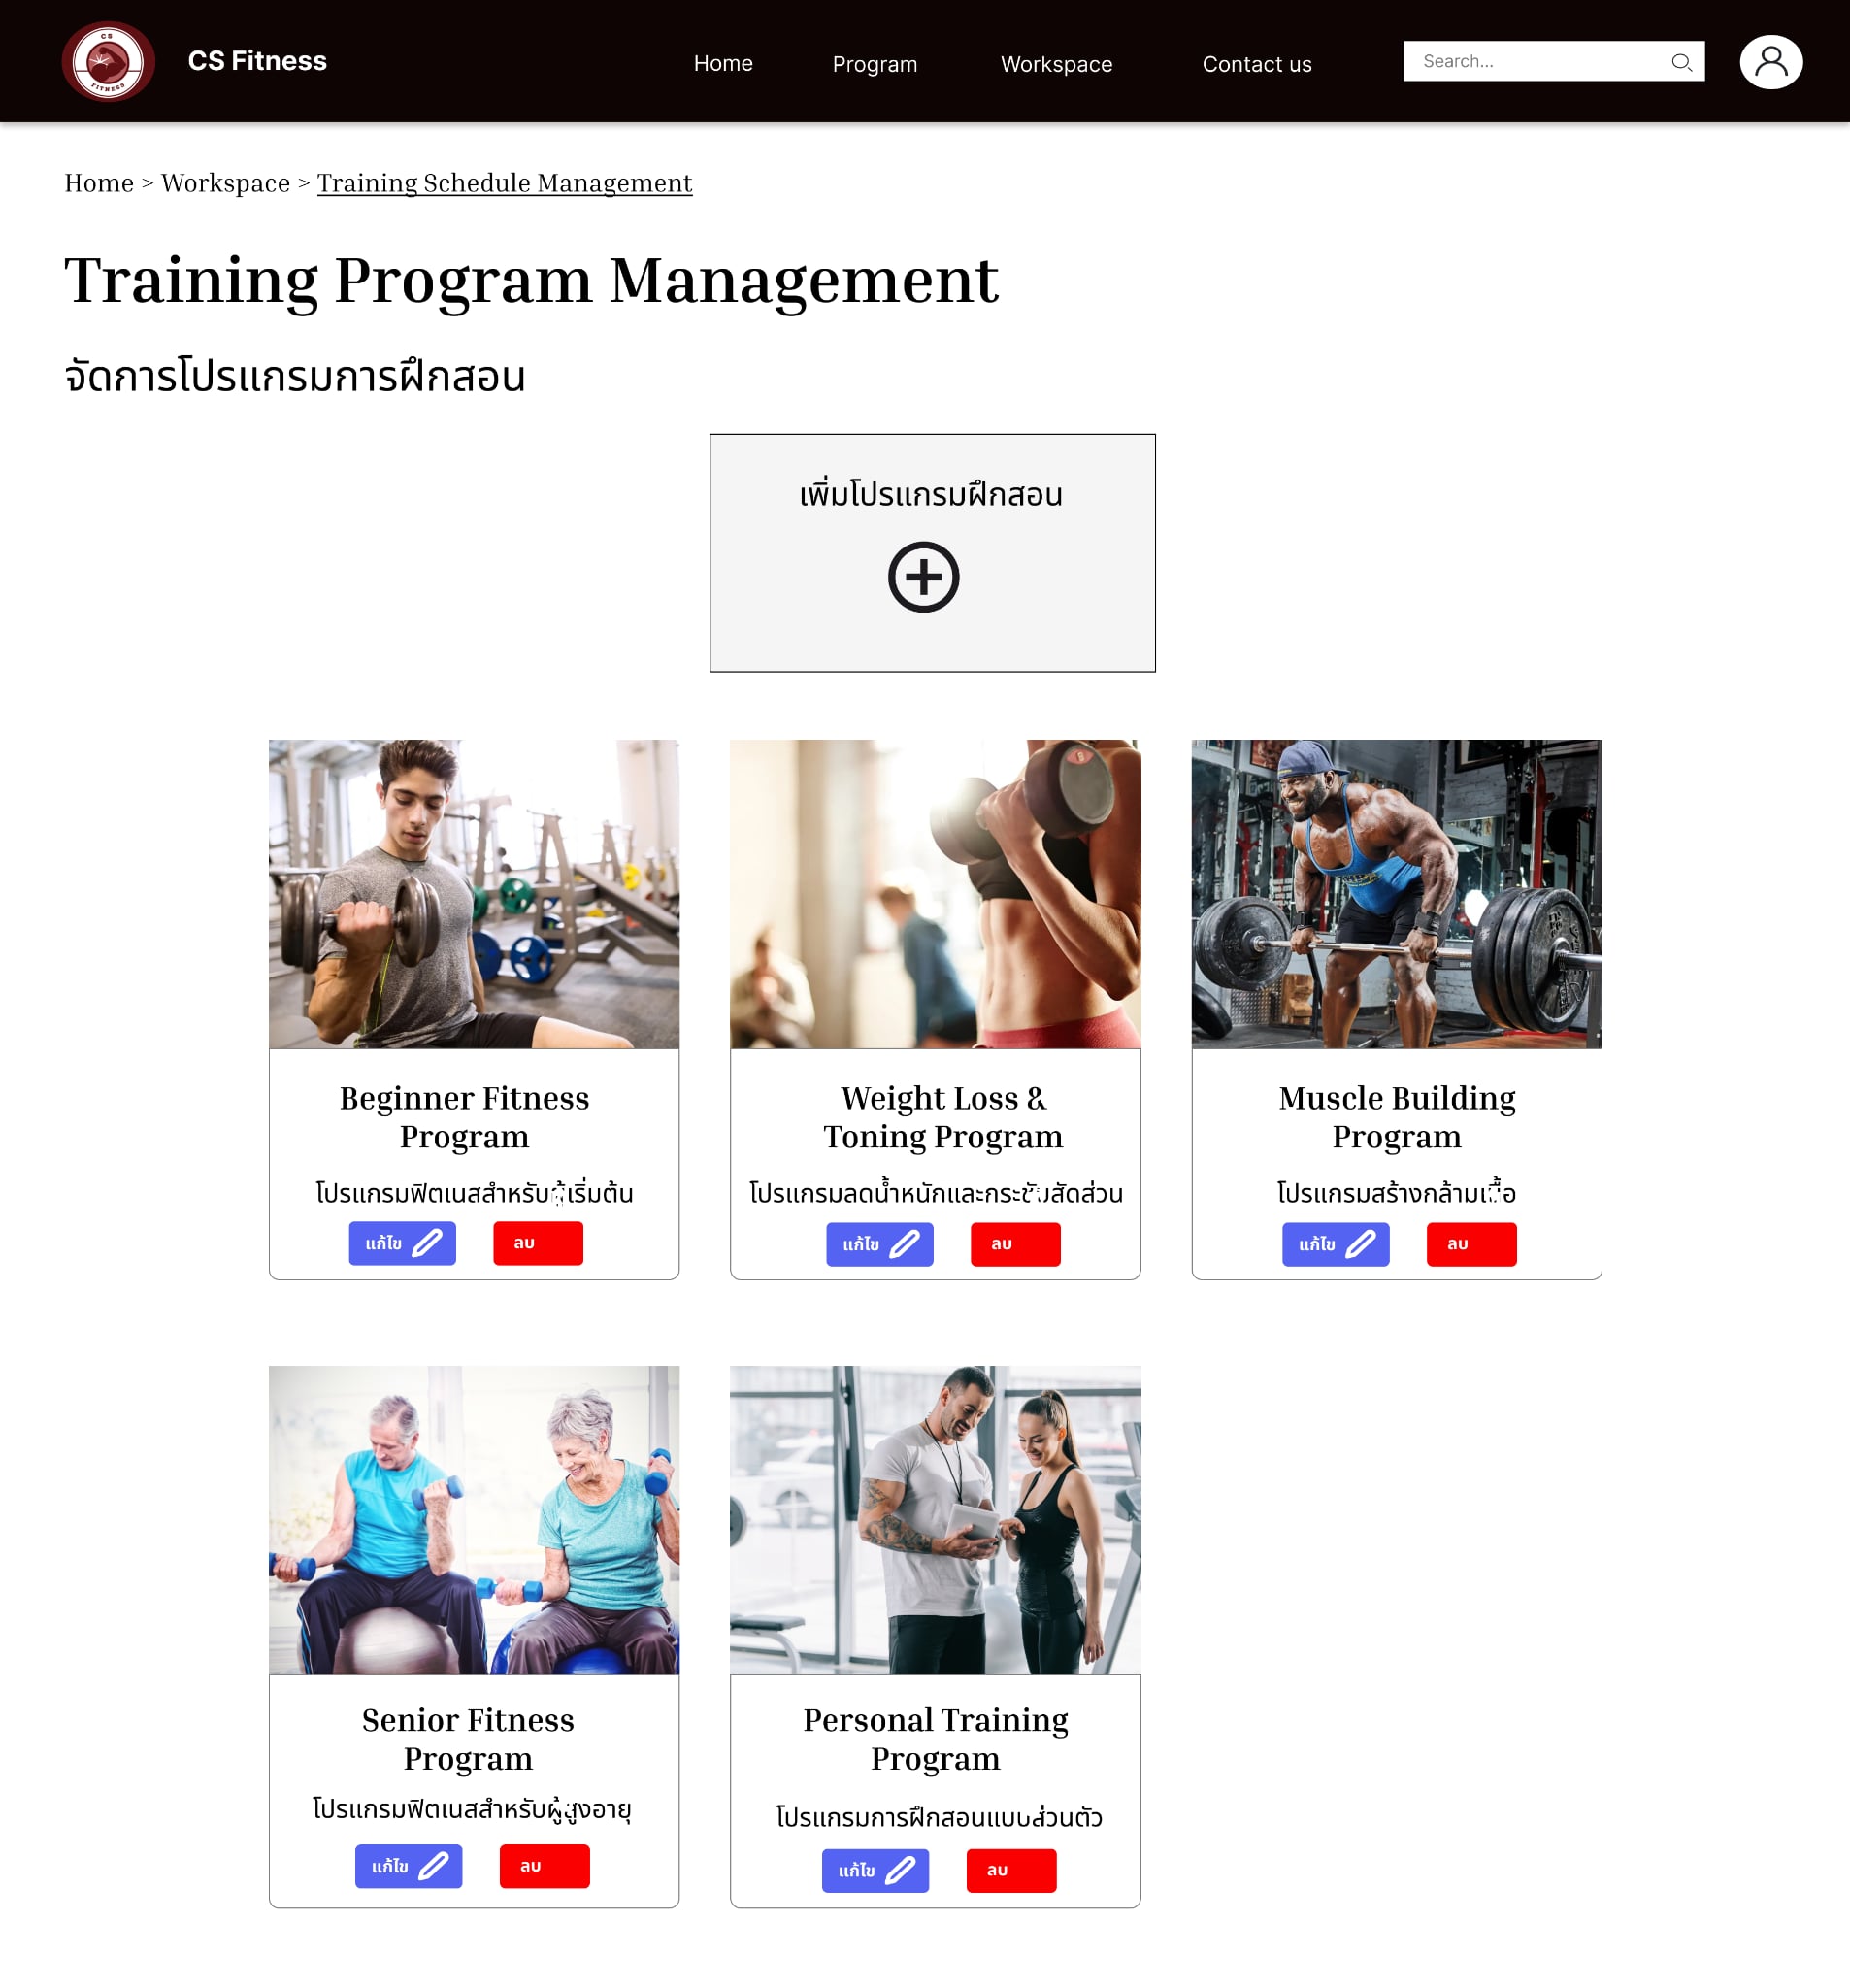 CS
FITNESS
CS Fitness
Home
Program
Workspace
Contact us
Search...
Home > Workspace > Training Schedule Management
Training Program Management
จัดการโปรแกรมการฝึกสอน
เพิ่มโปรแกรมฝึกสอน
Beginner Fitness
Program
โปรแกรมฟิตเนสสำหรับผู้เริ่มต้น
แก้ไข
ลบ
Weight Loss &
Toning Program
โปรแกรมลดน้ำหนักและกระชับสัดส่วน
แก้ไข
ลบ
Muscle Building
Program
โปรแกรมสร้างกล้ามเนื้อ
แก้ไข
ลบ
Senior Fitness
Program
โปรแกรมฟิตเนสสำหรับผู้สูงอายุ
แก้ไข
ลบ
Personal Training
Program
โปรแกรมการฝึกสอนแบบส่วนตัว
แก้ไข
ลบ